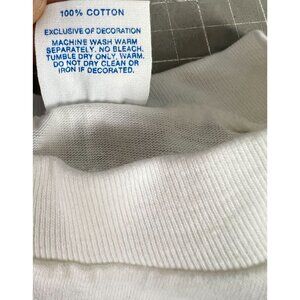 100% COTTON
EXCLUSIVE OF DECORATION
MACHINE WASH WARM
SEPARATELY. NO BLEACH.
TUMBLE DRY ONLY, WARM.
DO NOT DRY CLEAN OR
IRON IF DECORATED.